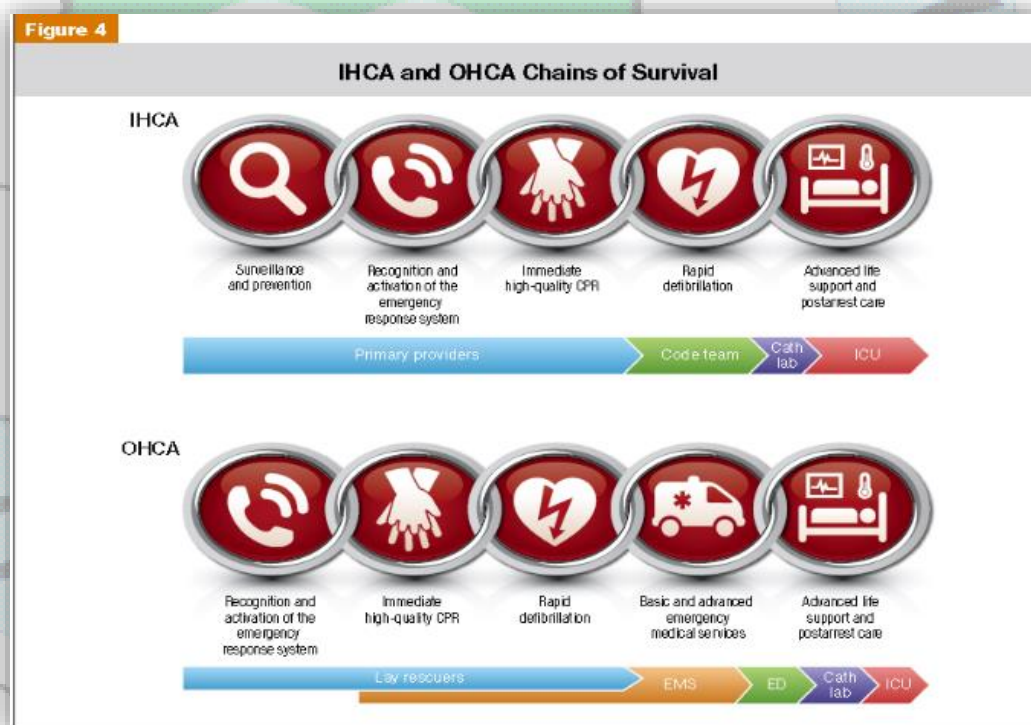 Figure 4
IHCA and OHCA Chains of Survival
IHCA
Surveillance
and prevention
Recognition and
activation of the
emergency
response system
Immediate
high-quality CPR
Rapid
defibrillation
Advanced life
support and
postarrest care
Primary providers
Code team
Cath
lab
ICU
OHCA
Recognition and
activation of the
emergency
response system
Immediate
high-quality CPR
Rapid
defibrillation
Basic and advanced
emergency
medical services
Advanced life
support and
postarrest care
Lay rescuers
EMS
ED
Cath
lab
ICU